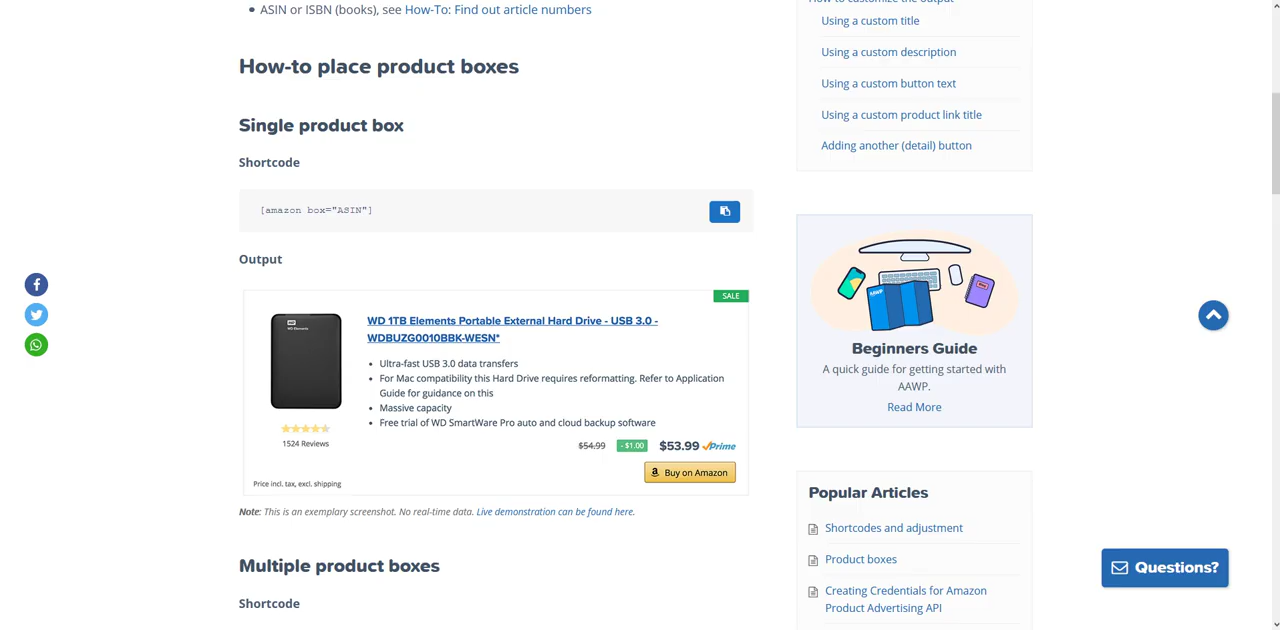 ASIN or ISBN (books), see How-To: Find out article numbers
How-to place product boxes
Single product box
Shortcode
[amazon box="ASIN"]
Output
SALE
WD
WD 1TB Elements Portable External Hard Drive - USB 3.0 -
WDBUZG0010BBK-WESN*
Ultra-fast USB 3.0 data transfers
For Mac compatibility this Hard Drive requires reformatting. Refer to Application
Guide for guidance on this
Massive capacity
Free trial of WD SmartWare Pro auto and cloud backup software
1524 Reviews
$54.99 - $1.00 $53.99 Prime
Buy on Amazon
Price incl. tax, excl. shipping
Note: This is an exemplary screenshot. No real-time data. Live demonstration can be found here.
Multiple product boxes
Shortcode
How to customize the output
Using a custom title
Using a custom description
Using a custom button text
Using a custom product link title
Adding another (detail) button
AAWP
Beginners Guide
A quick guide for getting started with
AAWP.
Read More
Popular Articles
Shortcodes and adjustment
Product boxes
Creating Credentials for Amazon
Product Advertising API
Questions?